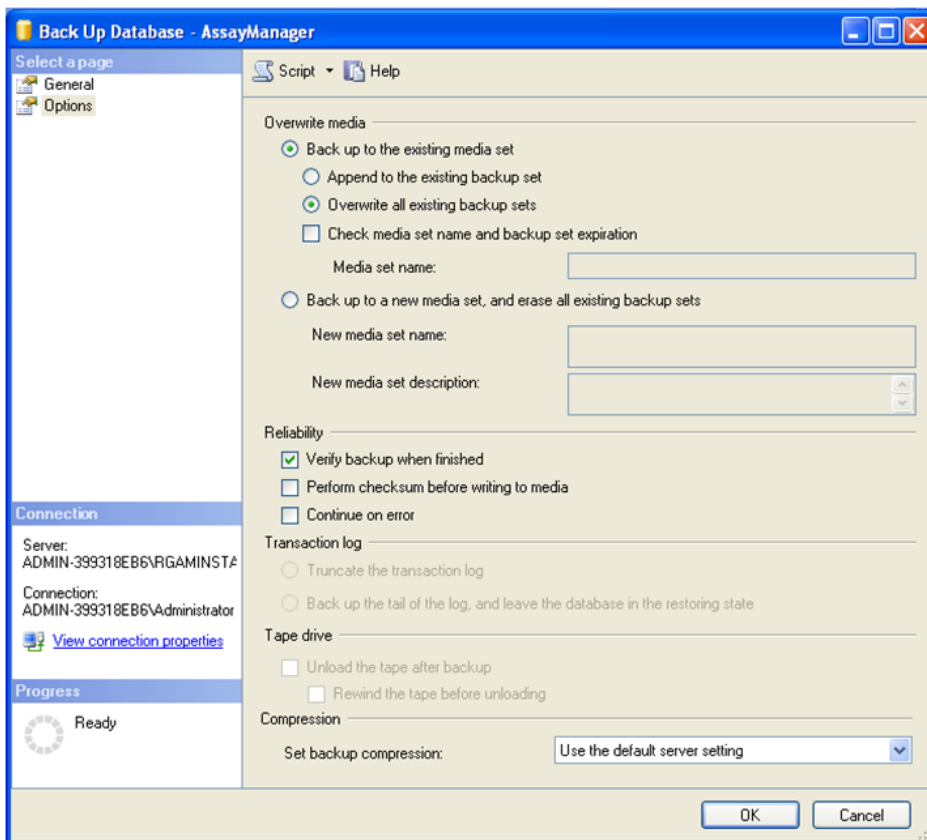 Back Up Database - AssayManager
Select a page
General
Options
Script
Help
Overwrite media
Back up to the existing media set
Append to the existing backup set
Overwrite all existing backup sets
Check media set name and backup set expiration
Media set name:
Back up to a new media set, and erase all existing backup sets
New media set name:
New media set description:
Reliability
Verify backup when finished
Perform checksum before writing to media
Continue on error
Transaction log
Truncate the transaction log
Back up the tail of the log, and leave the database in the restoring state
Tape drive
Unload the tape after backup
Rewind the tape before unloading
Compression
Set backup compression:
Use the default server setting
Connection
Server:
ADMIN-399318EB6\RGAMINSTA
Connection:
ADMIN-399318EB6\Administrator
View connection properties
Progress
Ready
OK
Cancel